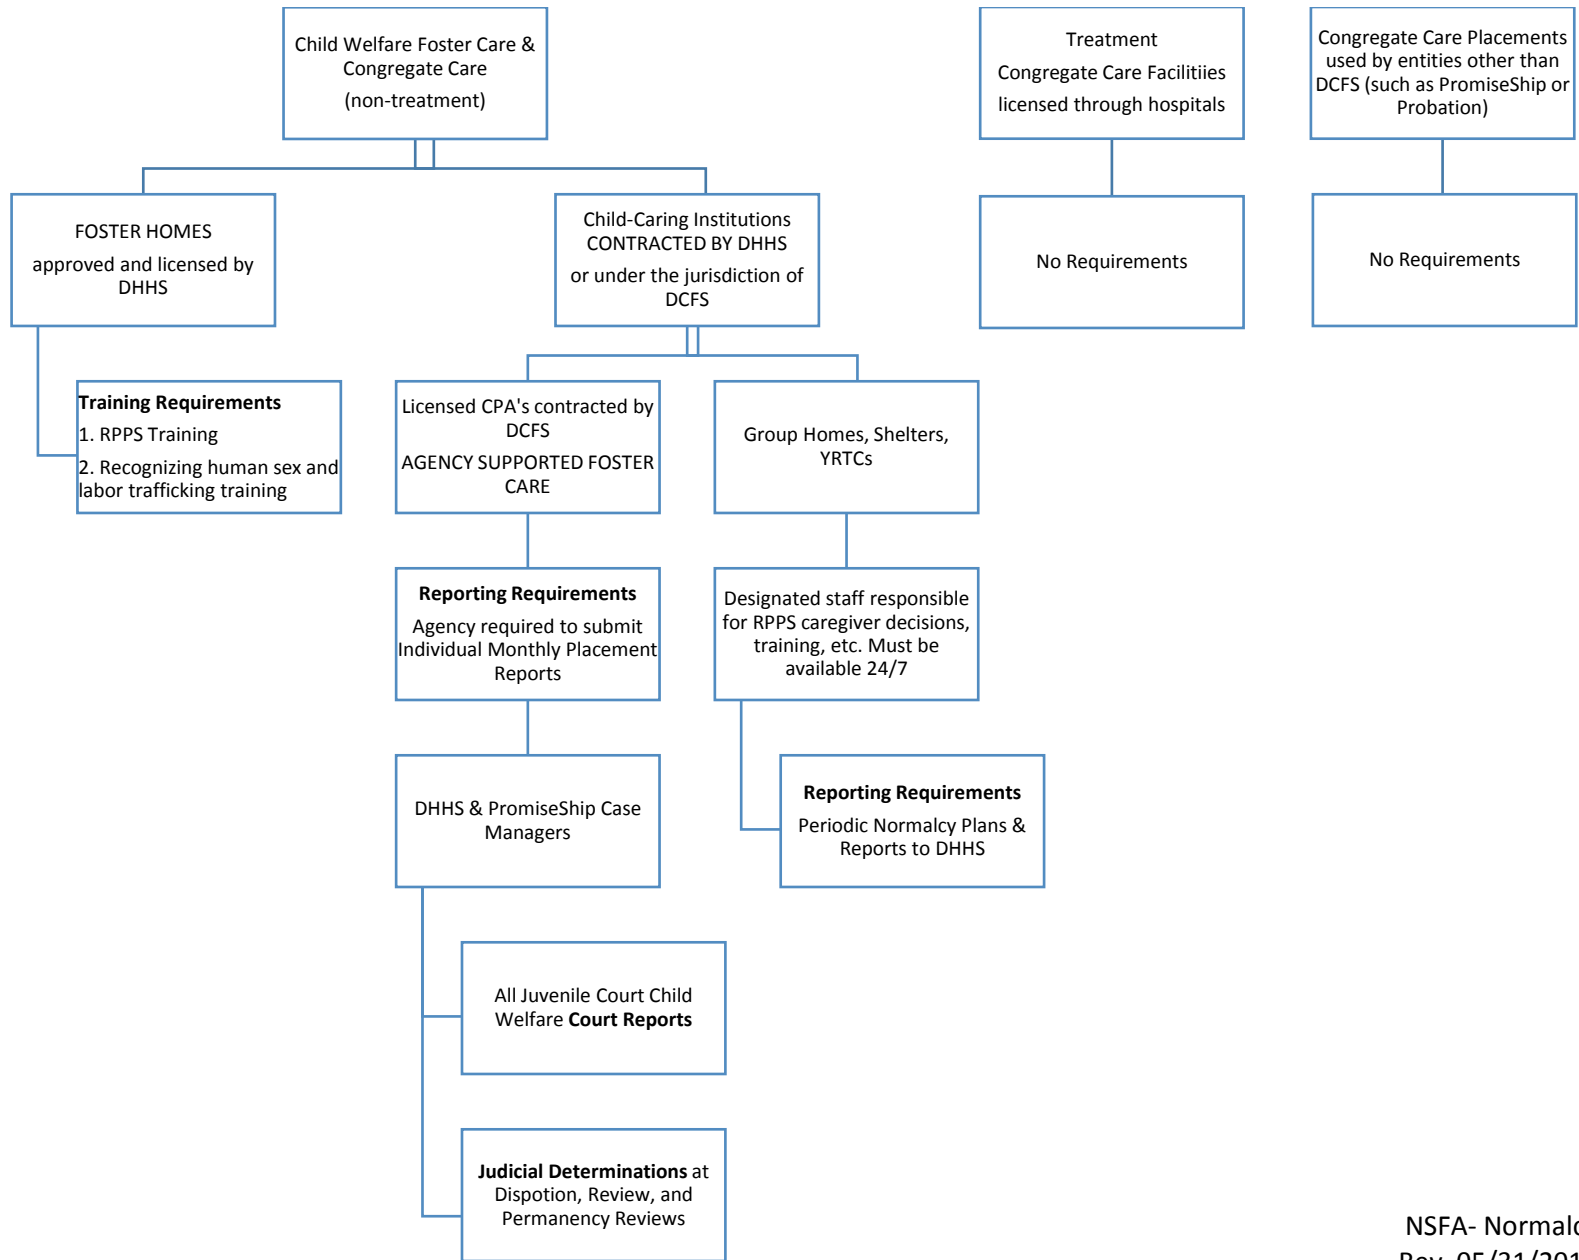 Child Welfare Foster Care &
Congregate Care
(non-treatment)
Treatment
Congregate Care Facilitiies
licensed through hospitals
Congregate Care Placements
used by entities other than
DCFS (such as PromiseShip or
Probation)
FOSTER HOMES
approved and licensed by
DHHS
Child-Caring Institutions
CONTRACTED BY DHHS
or under the jurisdiction of
DCFS
No Requirements
No Requirements
Training Requirements
1. RPPS Training
2. Recognizing human sex and
labor trafficking training
Licensed CPA's contracted by
DCFS
AGENCY SUPPORTED FOSTER
CARE
Group Homes, Shelters,
YRTCs
Reporting Requirements
Agency required to submit
Individual Monthly Placement
Reports
Designated staff responsible
for RPPS caregiver decisions,
training, etc. Must be
available 24/7
DHHS & PromiseShip Case
Managers
Reporting Requirements
Periodic Normalcy Plans &
Reports to DHHS
All Juvenile Court Child
Welfare Court Reports
Judicial Determinations at
Dispotion, Review, and
Permanency Reviews
NSFA- Normalc
Rev. 05/31/201